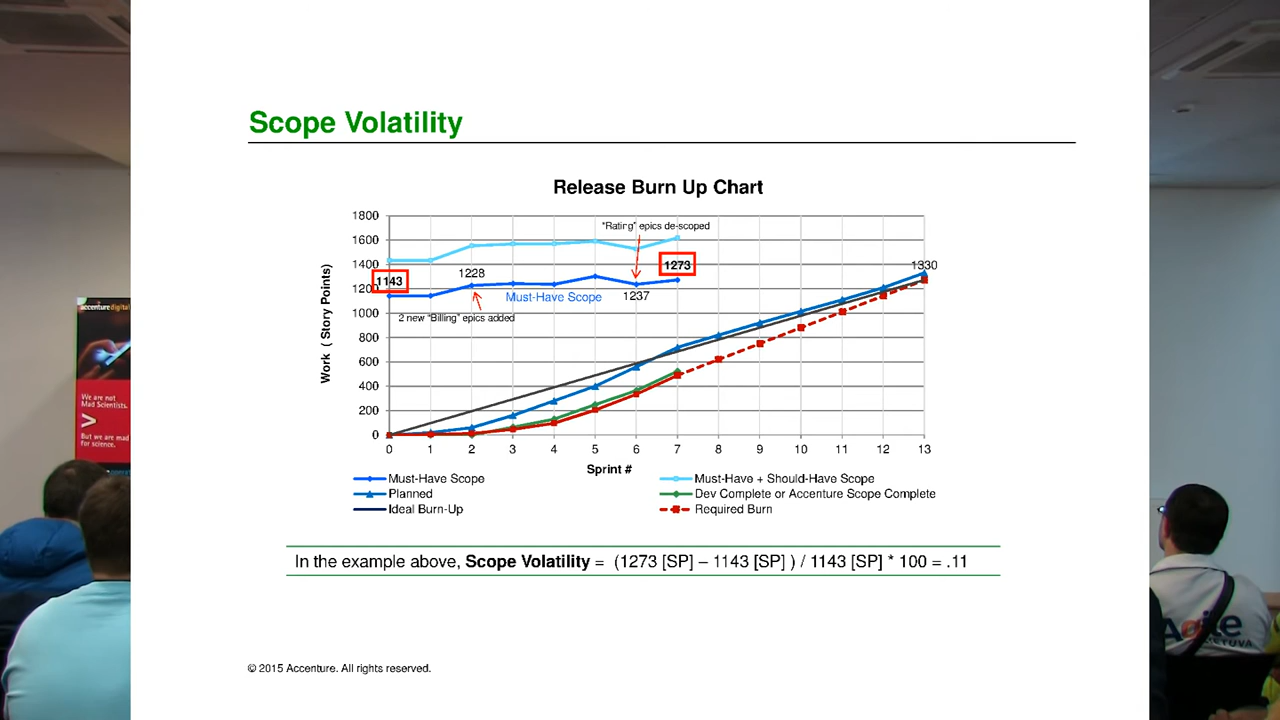 Scope Volatility
Release Burn Up Chart
Work ( Story Points)
1800
1600
1400
1200
1000
800
600
400
200
0
"Rating" epics de-scoped
1143
1228
1273
1330
Must-Have Scope
1237
2 new "Billing" epics added
0 1 2 3 4 5 6 7 8 9 10 11 12 13
Sprint #
Must-Have Scope
Must-Have + Should-Have Scope
Planned
Dev Complete or Accenture Scope Complete
Ideal Burn-Up
Required Burn
In the example above, Scope Volatility = (1273 [SP] – 1143 [SP] ) / 1143 [SP] * 100 = .11
© 2015 Accenture. All rights reserved.
accenture digital
We are not
Mad Scientists.
>
But we are mad
for science.